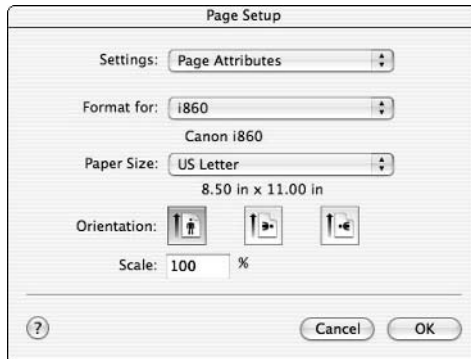 Page Setup
Settings: Page Attributes
Format for: i860
Canon i860
Paper Size: US Letter
8.50 in x 11.00 in
Orientation:
Scale: 100 %
? Cancel OK